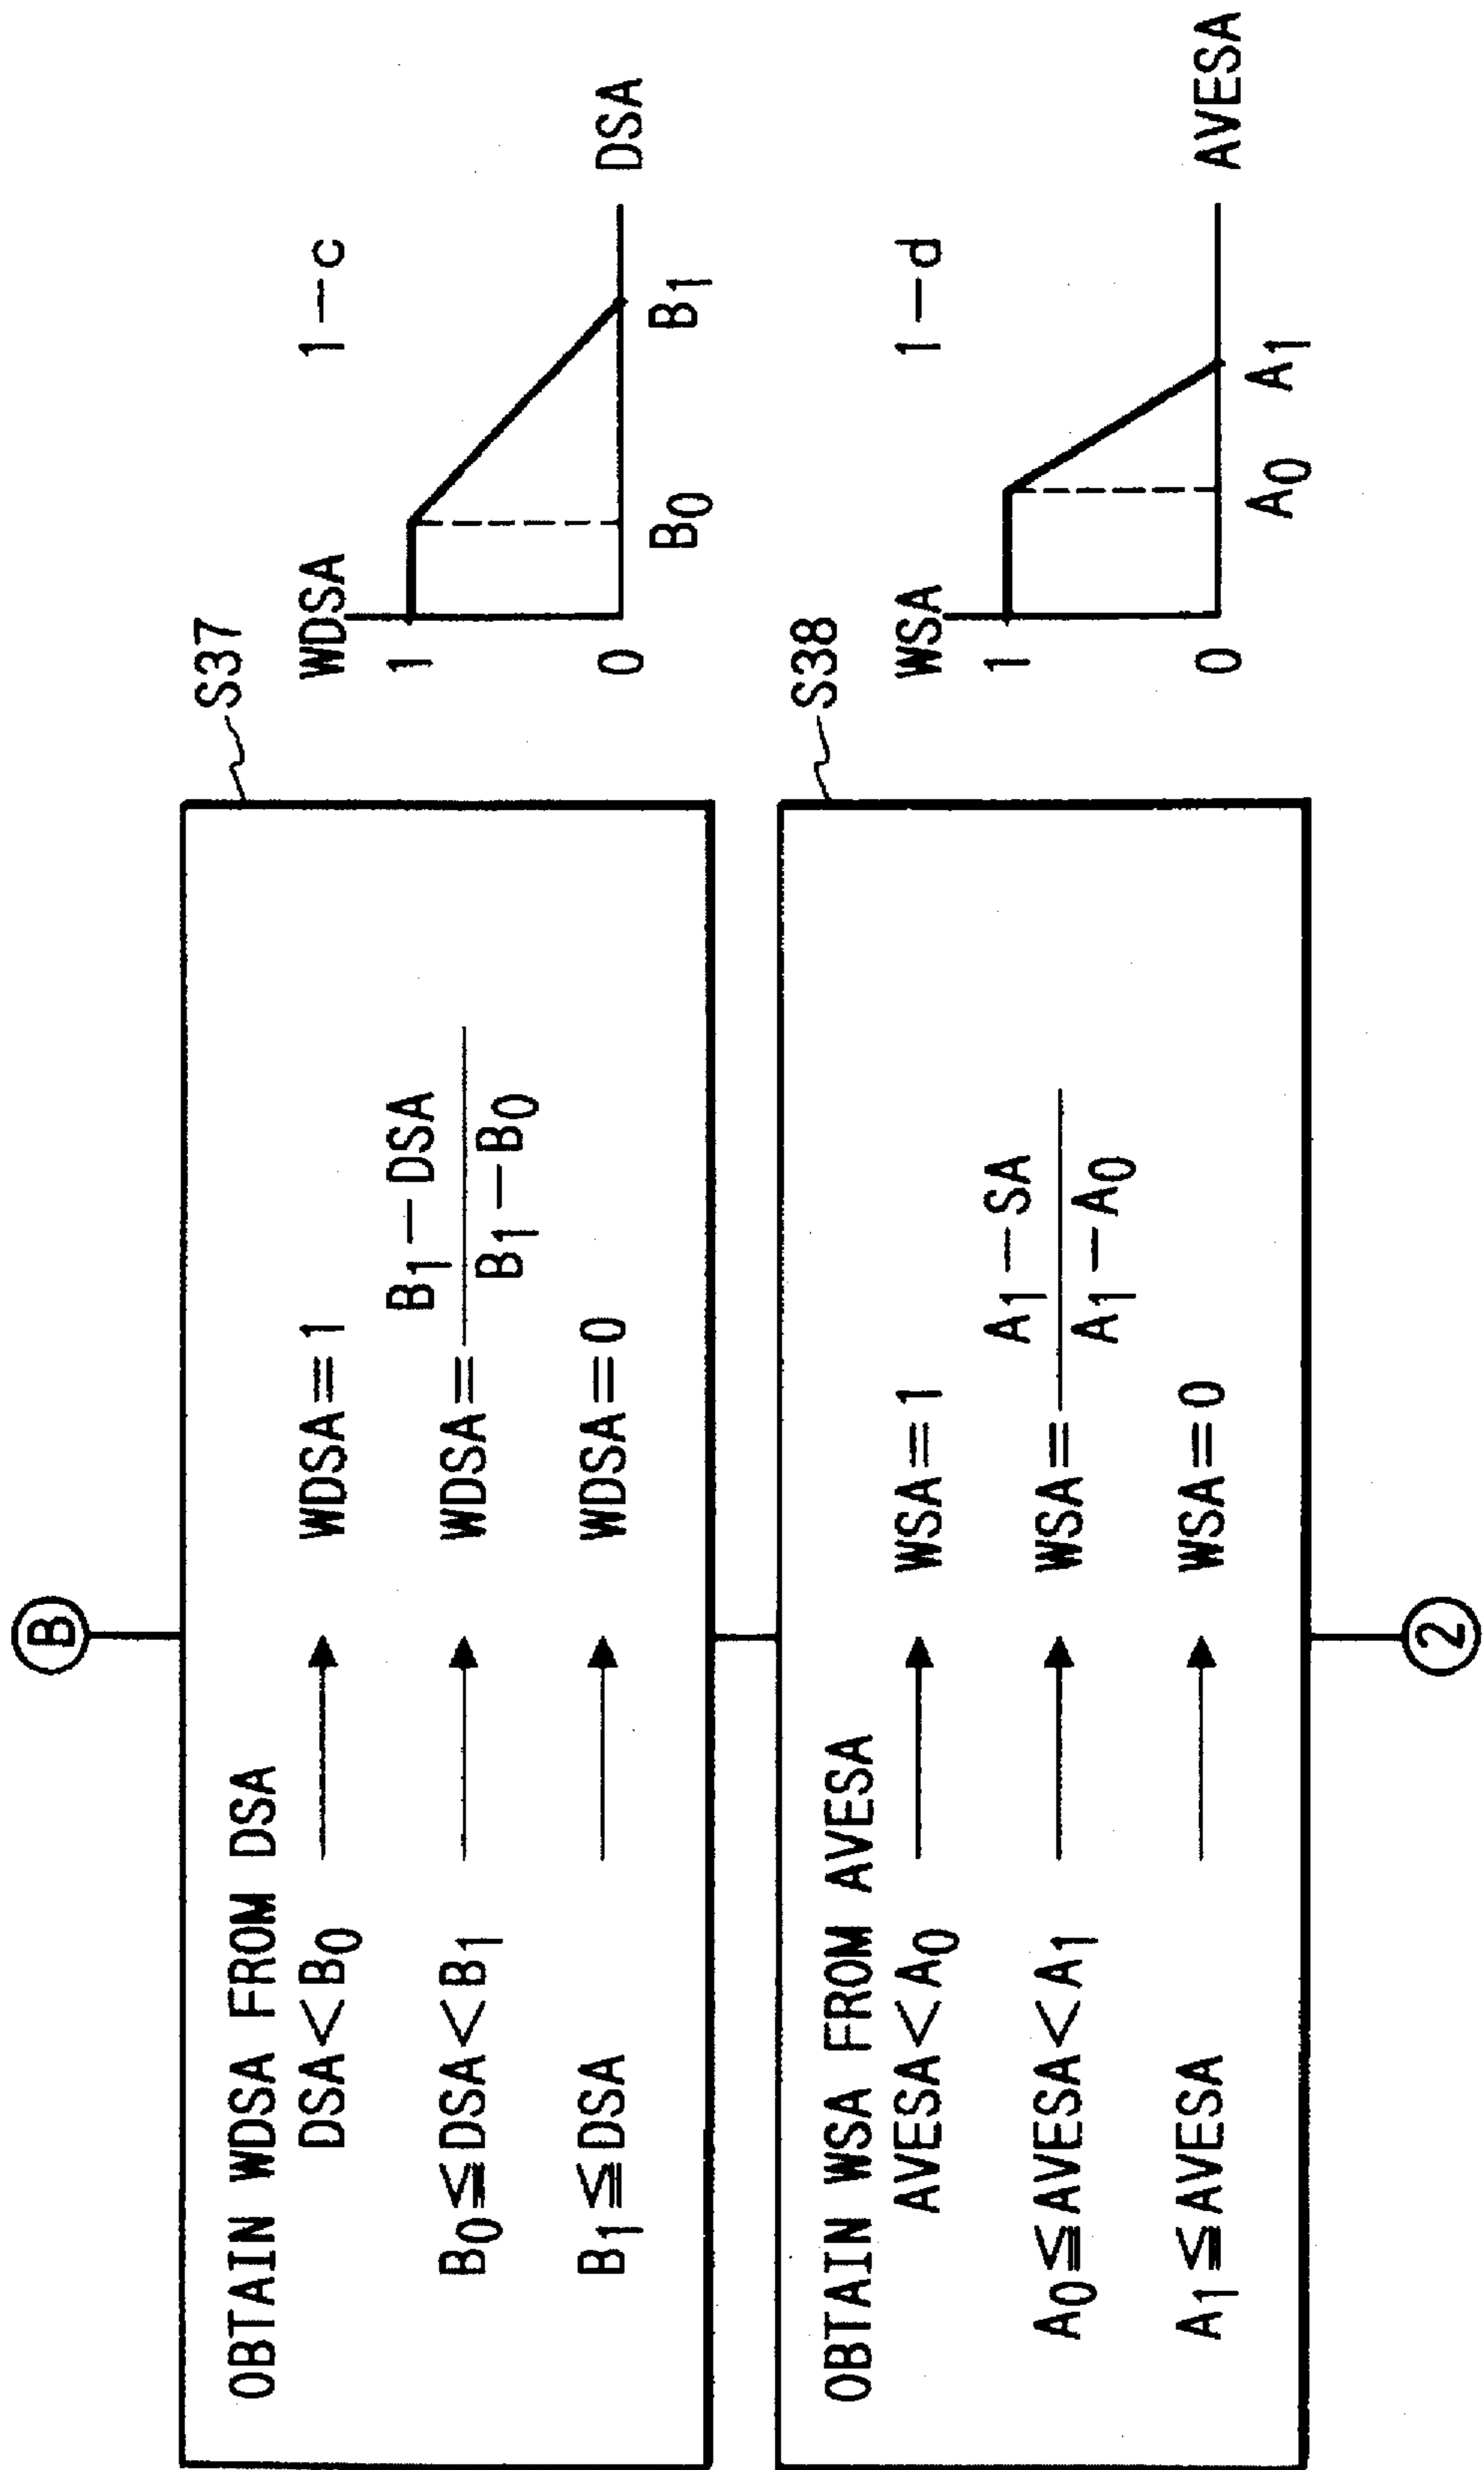 B
S37
OBTAIN WDSA FROM DSA
DSA<B0 WDSA=1
B0≦DSA<B1 WDSA= B1−DSA
B1−B0
B1≦DSA WDSA=0
WDSA 1−c
1
0
B0 B1 DSA
S38
OBTAIN WSA FROM AVESA
AVESA<A0 WSA=1
A0≦AVESA<A1 WSA= A1−SA
A1−A0
A1≦AVESA WSA=0
WSA 1−d
1
0
A0 A1 AVESA
2